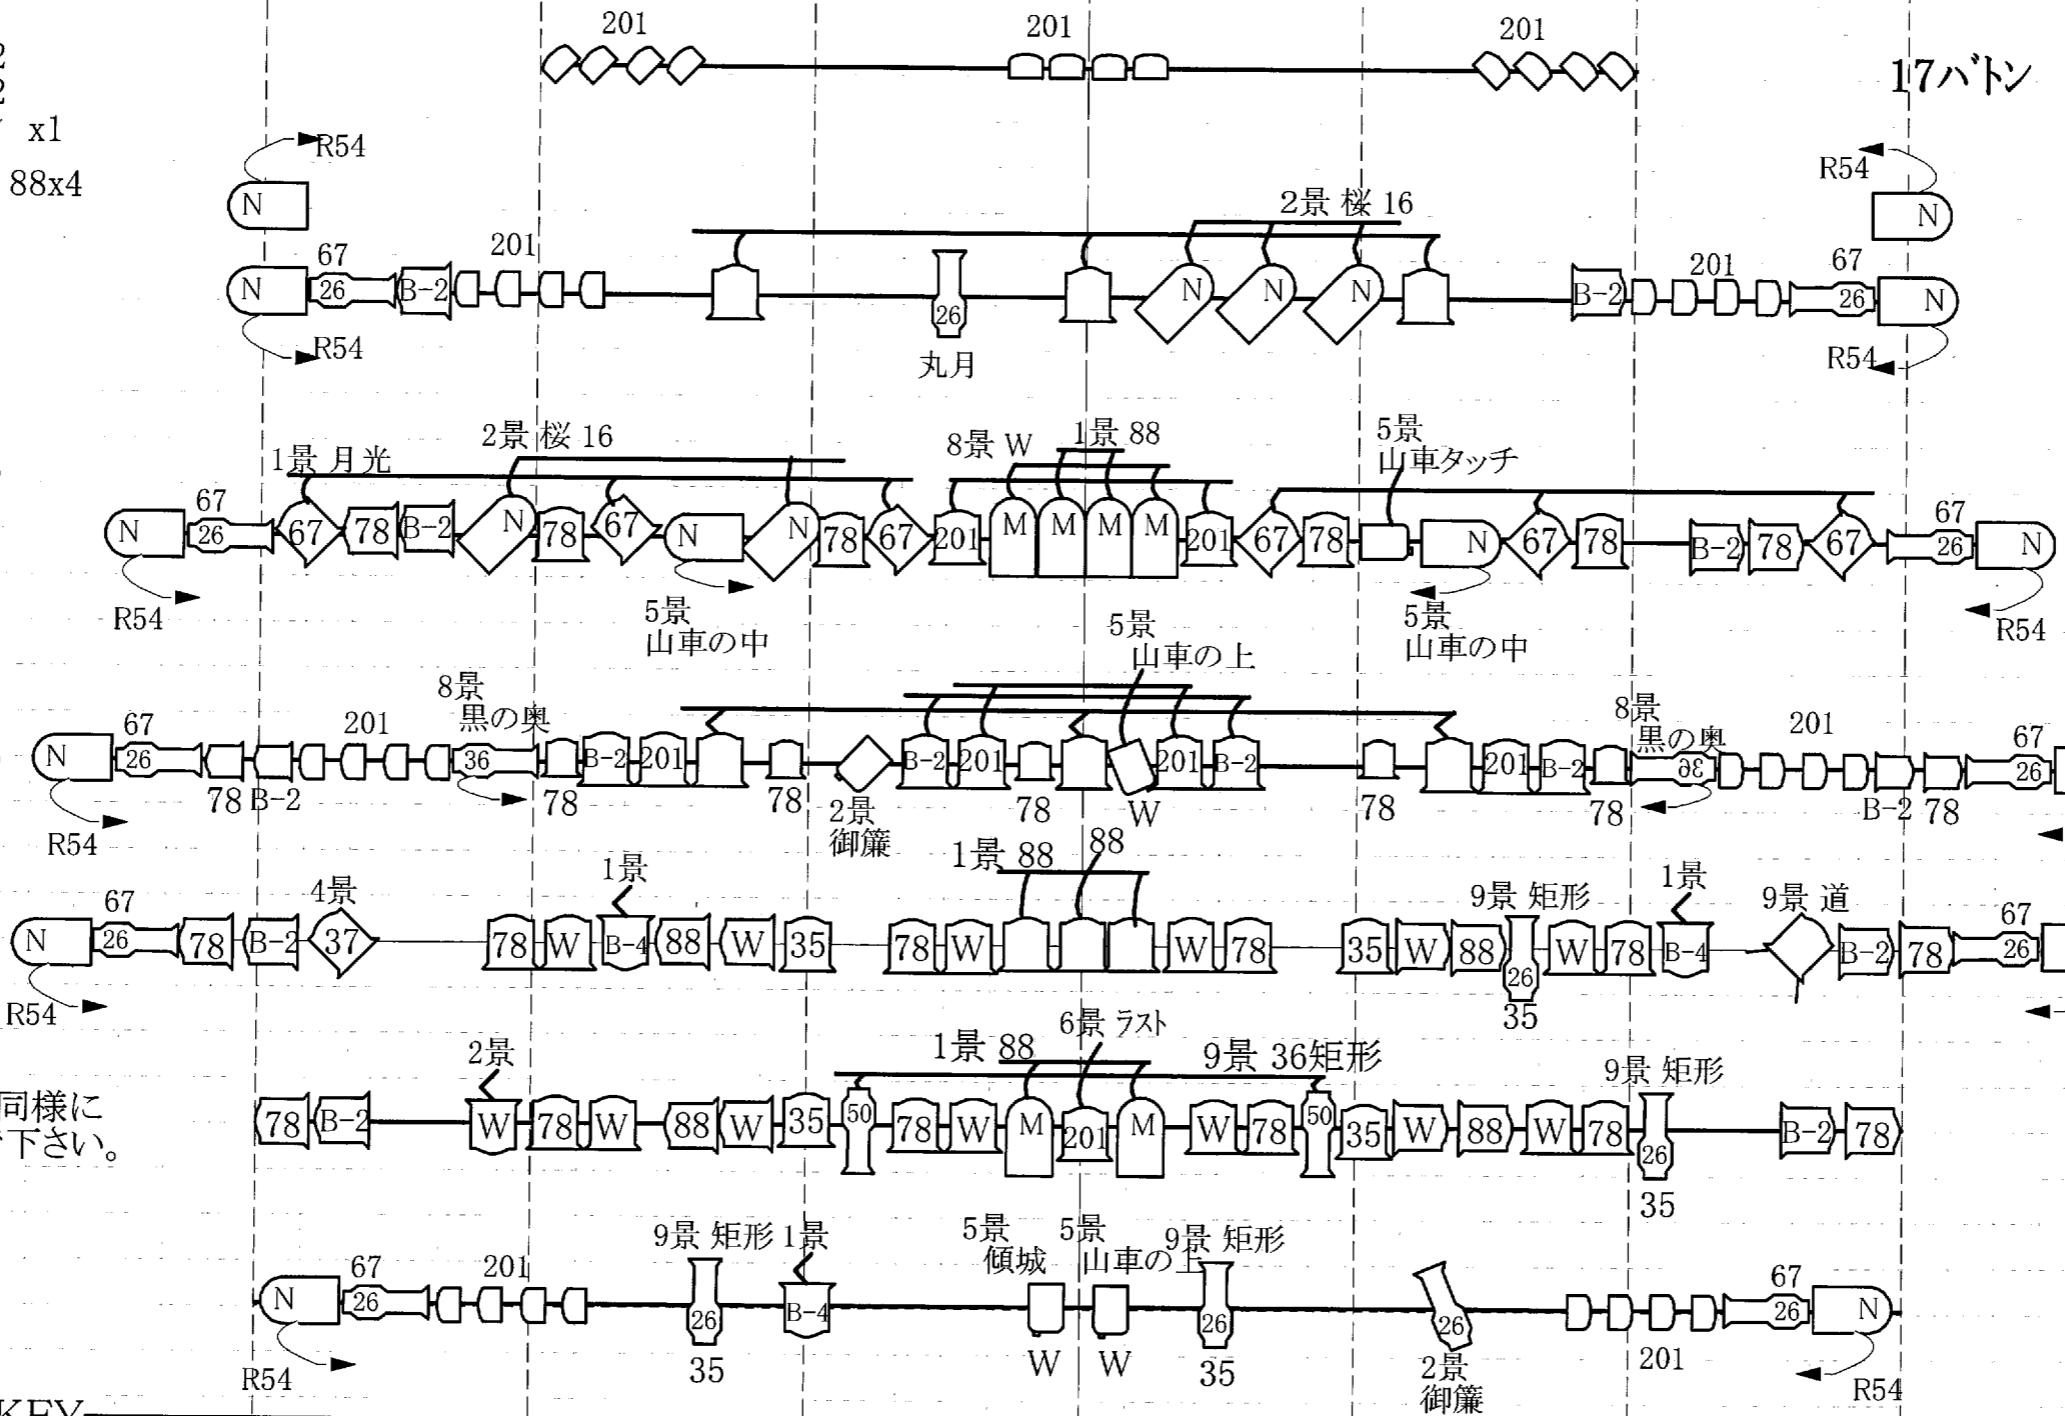 201 201 201
17バトン
x1
R54 R54
88x4
N N
2景 桜 16
67 201 201 67
N 26 B-2 26 N N N B-2 26 N
R54 丸月 R54
1景 月光 2景 桜 16 8景 W 1景 88 5景
山車タッチ
67 67
N 26 67 78 B-2 N 78 67 N N 78 67 201 M M M M 201 67 78 N 67 78 B-2 78 67 26 N
R54 5景
山車の中
5景
山車の中
R54
5景
山車の上
67 201 8景
黒の奥
8景
黒の奥
201 67
N 26 36 B-2 201 B-2 201 201 B-2 201 B-2 36 26
78 B-2 78 78 2景
御簾
78 W 78 78 B-2 78
R54
67 4景 1景 1景 88 88 9景 矩形 1景 9景 道 67
N 26 78 B-2 37 78 W B-4 88 W 35 78 W W 78 35 W 88 26 W 78 B-4 B-2 78 26
R54 35
2景 1景 88 6景 ラスト 9景 36矩形 9景 矩形
78 B-2 W 78 W 88 W 35 50 78 W M 201 M W 78 50 35 W 88 W 78 26 B-2 78
35
同様に
下さい。
67 201 9景 矩形 1景 5景
傾城
5景
山車の上
9景 矩形 67
N 26 26 B-4 26 26 26 N
R54 35 W W 35 2景
御簾
201 R54
KEY